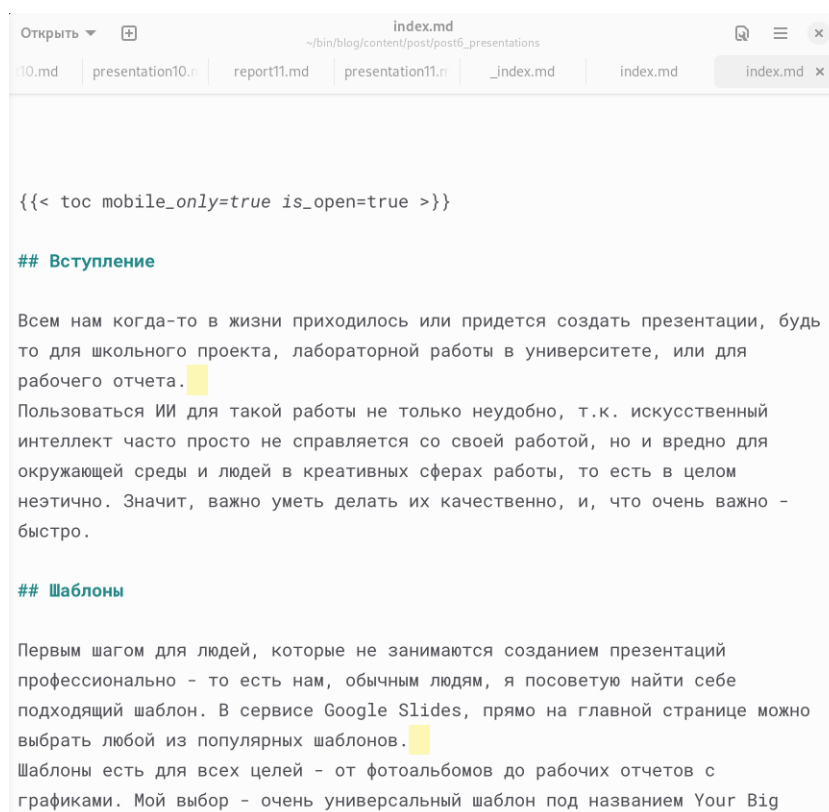 Открыть
index.md
~/bin/blog/content/post/post6_presentations
10.md presentation10.m report11.md presentation11.m _index.md index.md index.md ×
{{< toc mobile_only=true is_open=true >}}
## Вступление
Всем нам когда-то в жизни приходилось или придется создать презентации, будь
то для школьного проекта, лабораторной работы в университете, или для
рабочего отчета.
Пользоваться ИИ для такой работы не только неудобно, т.к. искусственный
интеллект часто просто не справляется со своей работой, но и вредно для
окружающей среды и людей в креативных сферах работы, то есть в целом
неэтично. Значит, важно уметь делать их качественно, и, что очень важно -
быстро.
## Шаблоны
Первым шагом для людей, которые не занимаются созданием презентаций
профессионально - то есть нам, обычным людям, я посоветую найти себе
подходящий шаблон. В сервисе Google Slides, прямо на главной странице можно
выбрать любой из популярных шаблонов.
Шаблоны есть для всех целей - от фотоальбомов до рабочих отчетов с
графиками. Мой выбор - очень универсальный шаблон под названием Your Big